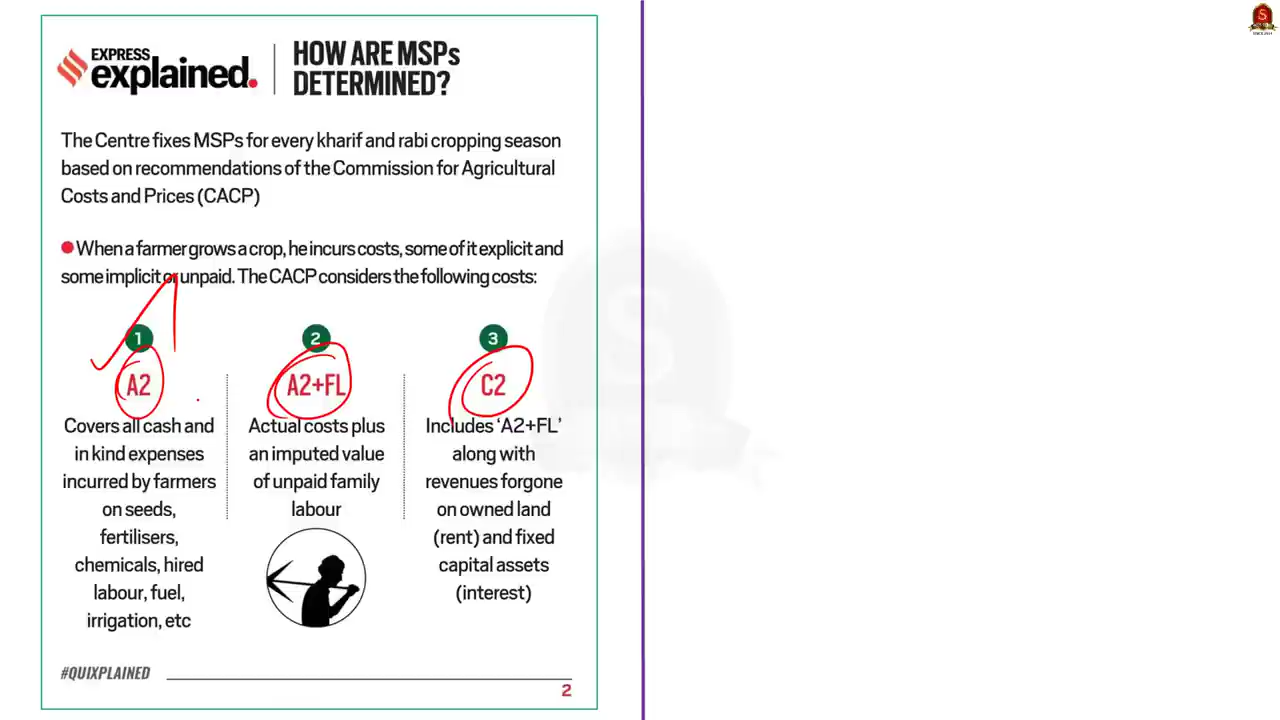 EXPRESS
explained.
HOW ARE MSPs
DETERMINED?
The Centre fixes MSPs for every kharif and rabi cropping season
based on recommendations of the Commission for Agricultural
Costs and Prices (CACP)
When a farmer grows a crop, he incurs costs, some of it explicit and
some implicit or unpaid. The CACP considers the following costs:
1
A2
Covers all cash and
in kind expenses
incurred by farmers
on seeds,
fertilisers,
chemicals, hired
labour, fuel,
irrigation, etc
2
A2+FL
Actual costs plus
an imputed value
of unpaid family
labour
3
C2
Includes ‘A2+FL’
along with
revenues forgone
on owned land
(rent) and fixed
capital assets
(interest)
#QUIXPLAINED
2
S